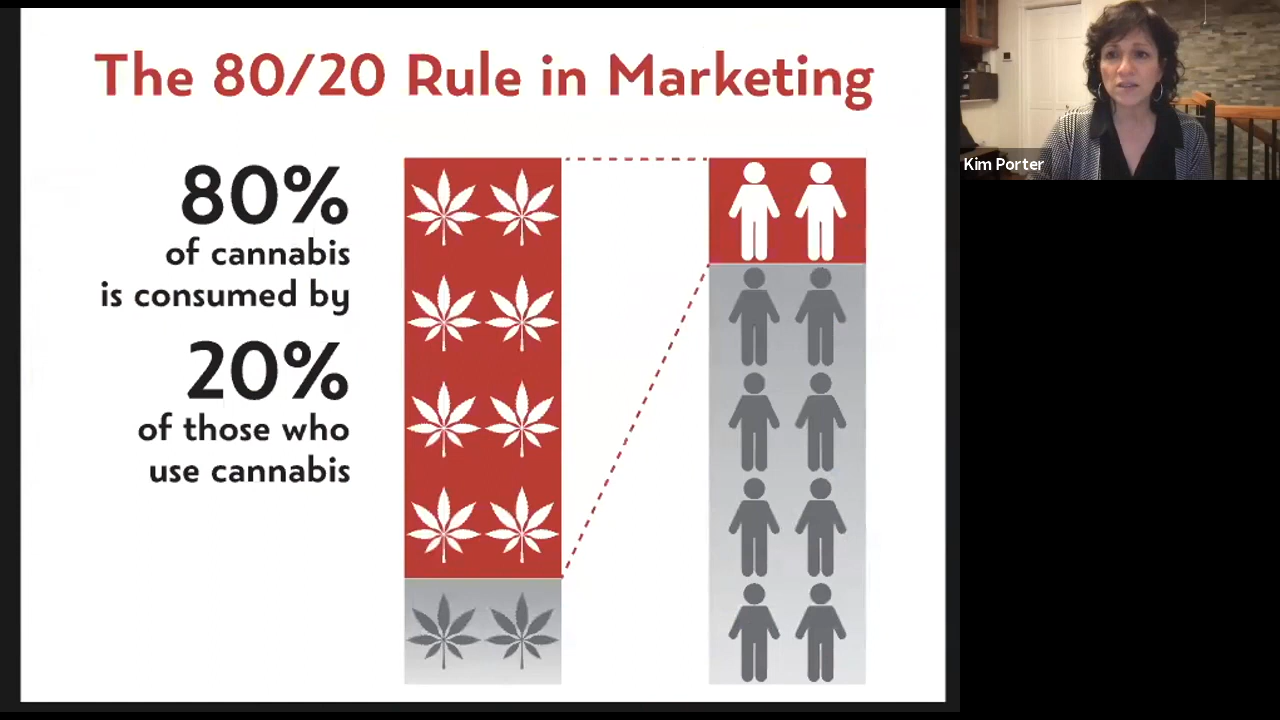 The 80/20 Rule in Marketing
80%
of cannabis
is consumed by
20%
of those who
use cannabis
Kim Porter